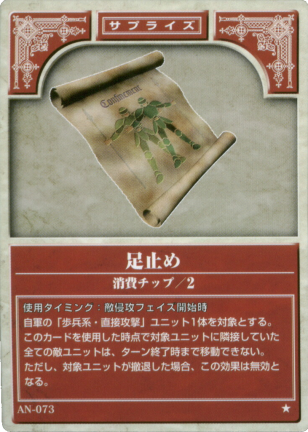 サプライズ
Confinement
足止め
消費チップ／2
使用タイミング：敵侵攻フェイス開始時
自軍の「歩兵系・直接攻撃」ユニット1体を対象とする。
このカードを使用した時点で対象ユニットに隣接していた
全ての敵ユニットは、ターン終了時まで移動できない。
ただし、対象ユニットが撤退した場合、この効果は無効と
なる。
AN-073
★